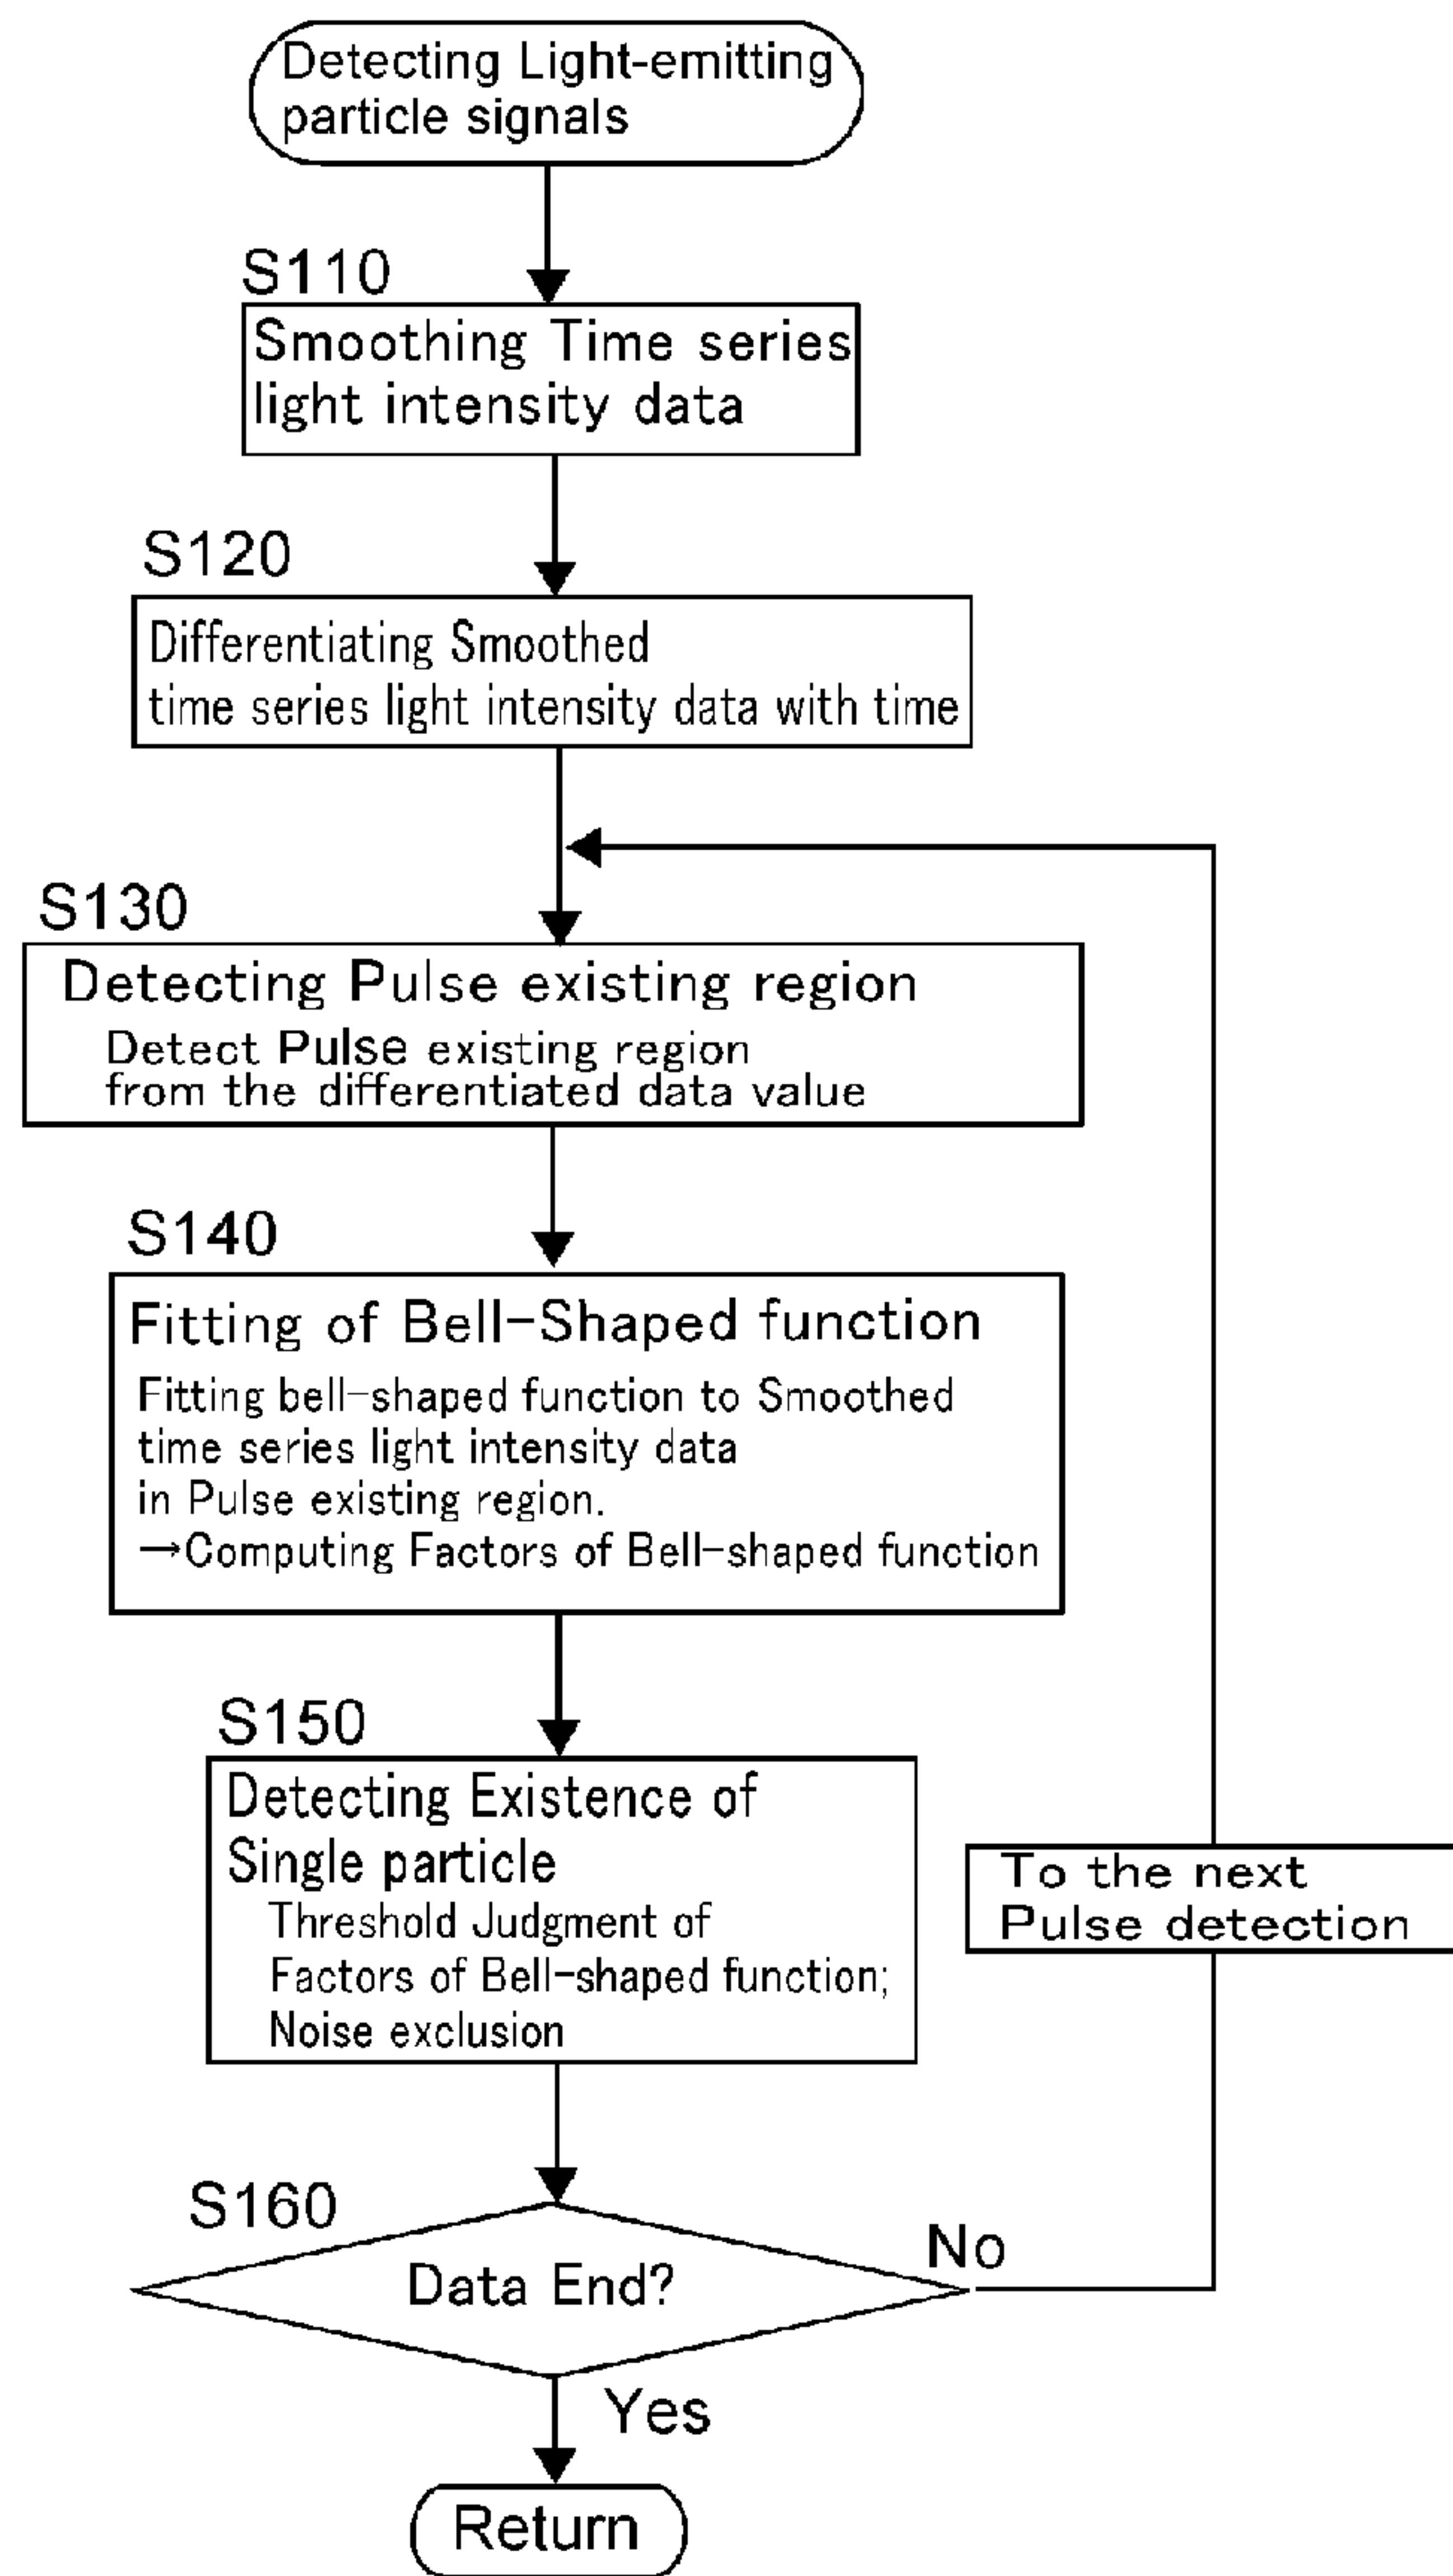 Detecting Light-emitting
particle signals
S110
Smoothing Time series
light intensity data
S120
Differentiating Smoothed
time series light intensity data with time
S130
Detecting Pulse existing region
Detect Pulse existing region
from the differentiated data value
S140
Fitting of Bell-Shaped function
Fitting bell-shaped function to Smoothed
time series light intensity data
in Pulse existing region.
→Computing Factors of Bell-shaped function
S150
Detecting Existence of
Single particle
Threshold Judgment of
Factors of Bell-shaped function;
Noise exclusion
To the next
Pulse detection
S160
Data End?
No
Yes
Return